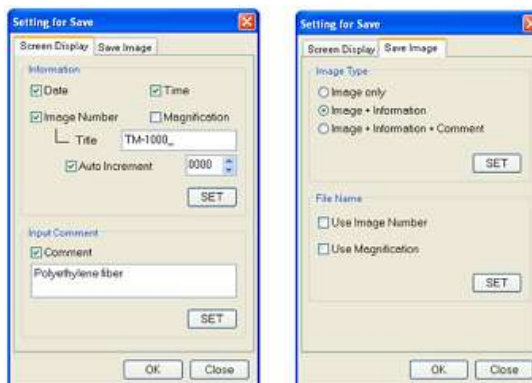 Setting for Save
Screen Display Save Image
Information
Date Time
Image Number Magnification
Title TM-1000_
Auto Increment 0000
SET
Input Comment
Comment
Polyethylene fiber
SET
OK Close
Setting for Save
Screen Display Save Image
Image Type
Image only
Image + Information
Image + Information + Comment
SET
File Name
Use Image Number
Use Magnification
SET
OK Close